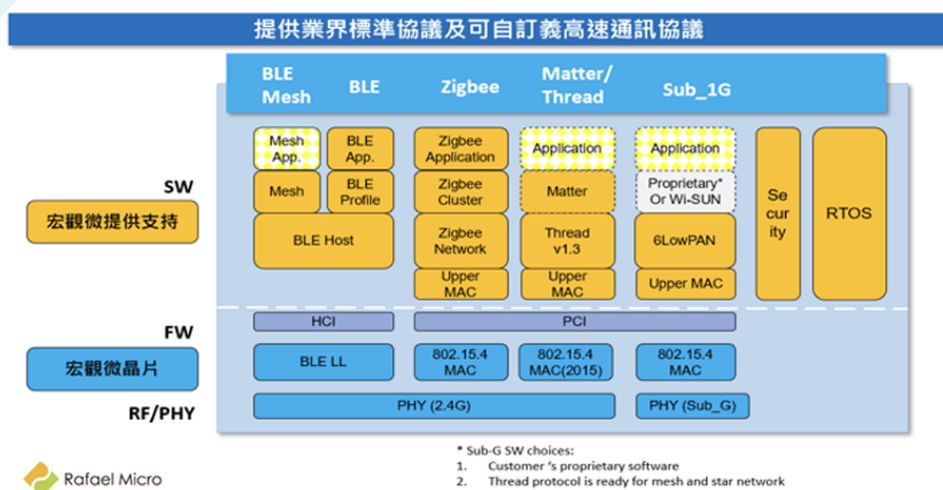 提供業界標準協議及可自訂義高速通訊協議
BLE
Mesh
BLE
Zigbee
Matter/
Thread
Sub_1G
Mesh
App.
BLE
App.
Zigbee
Application
Application
Application
SW
宏觀微提供支持
Mesh
BLE
Profile
Zigbee
Cluster
Matter
Proprietary*
Or Wi-SUN
BLE Host
Zigbee
Network
Thread
v1.3
6LowPAN
Upper
MAC
Upper
MAC
Upper MAC
Se
cur
ity
RTOS
FW
宏觀微晶片
RF/PHY
HCI
PCI
BLE LL
802.15.4
MAC
802.15.4
MAC(2015)
802.15.4
MAC
PHY (2.4G)
PHY (Sub_G)
* Sub-G SW choices:
1. Customer 's proprietary software
2. Thread protocol is ready for mesh and star network
Rafael Micro